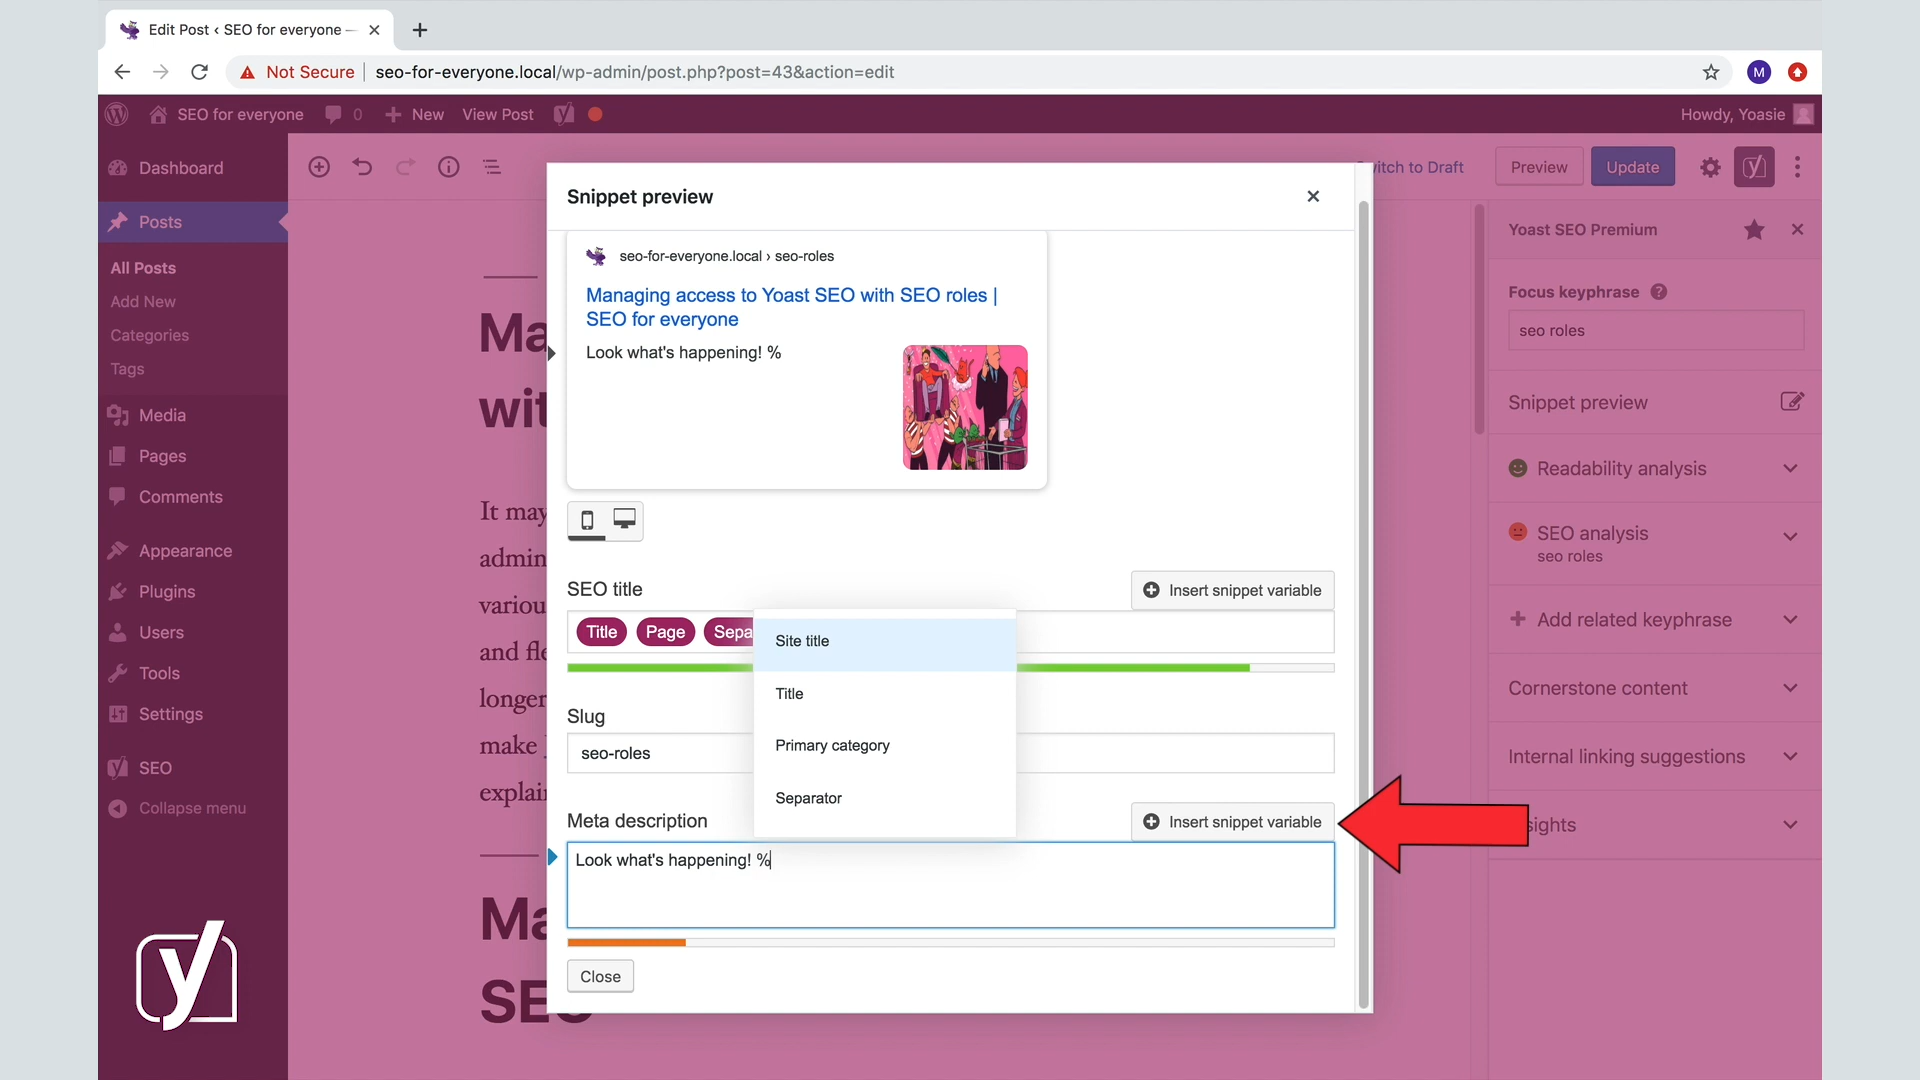 Edit Post ‹ SEO for everyone —
Not Secure
seo-for-everyone.local/wp-admin/post.php?post=43&action=edit
M
SEO for everyone
0
New
View Post
Howdy, Yoasie
Dashboard
Posts
All Posts
Add New
Categories
Tags
Media
Pages
Comments
Appearance
Plugins
Users
Tools
Settings
SEO
Collapse menu
Snippet preview
seo-for-everyone.local › seo-roles
Managing access to Yoast SEO with SEO roles |
SEO for everyone
Look what's happening! %
SEO title
Insert snippet variable
Title
Page
Sepa
Site title
Title
Primary category
Separator
Slug
seo-roles
Meta description
Insert snippet variable
Look what's happening! %
Close
Ma
wit
It may
admin
variou
and fle
longer
make
explai
Ma
SE
to Draft
Preview
Update
Yoast SEO Premium
Focus keyphrase
seo roles
Snippet preview
Readability analysis
SEO analysis
seo roles
Add related keyphrase
Cornerstone content
Internal linking suggestions
sights